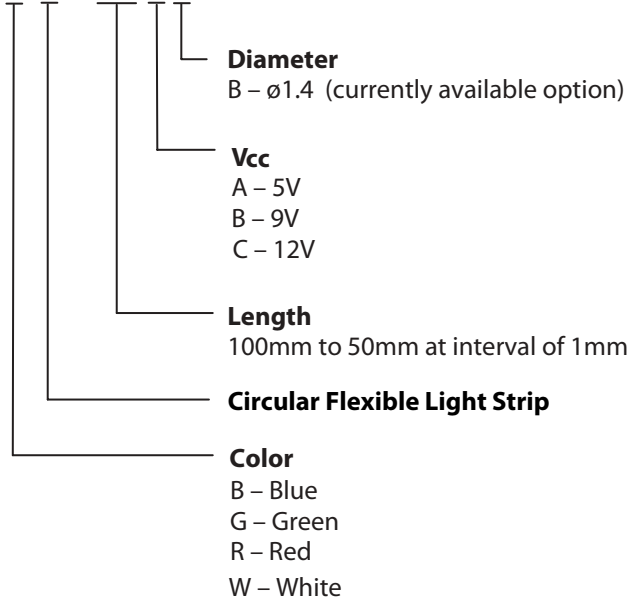 Diameter
B – ø1.4 (currently available option)
Vcc
A – 5V
B – 9V
C – 12V
Length
100mm to 50mm at interval of 1mm
Circular Flexible Light Strip
Color
B – Blue
G – Green
R – Red
W – White